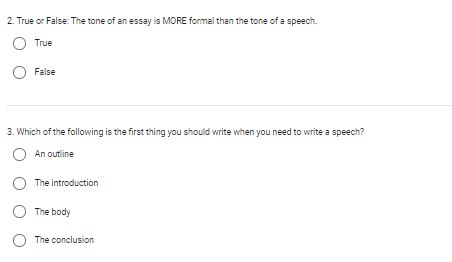 2. True or False: The tone of an essay is MORE formal than the tone of a speech.
True
False
3. Which of the following is the first thing you should write when you need to write a speech?
An outline
The introduction
The body
The conclusion